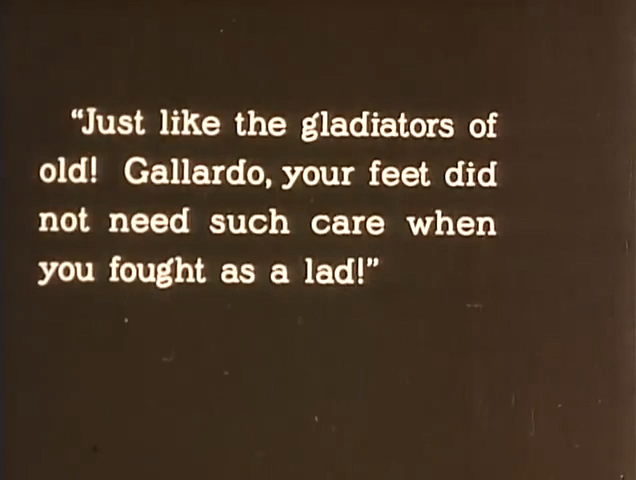 “Just like the gladiators of
old! Gallardo, your feet did
not need such care when
you fought as a lad!”